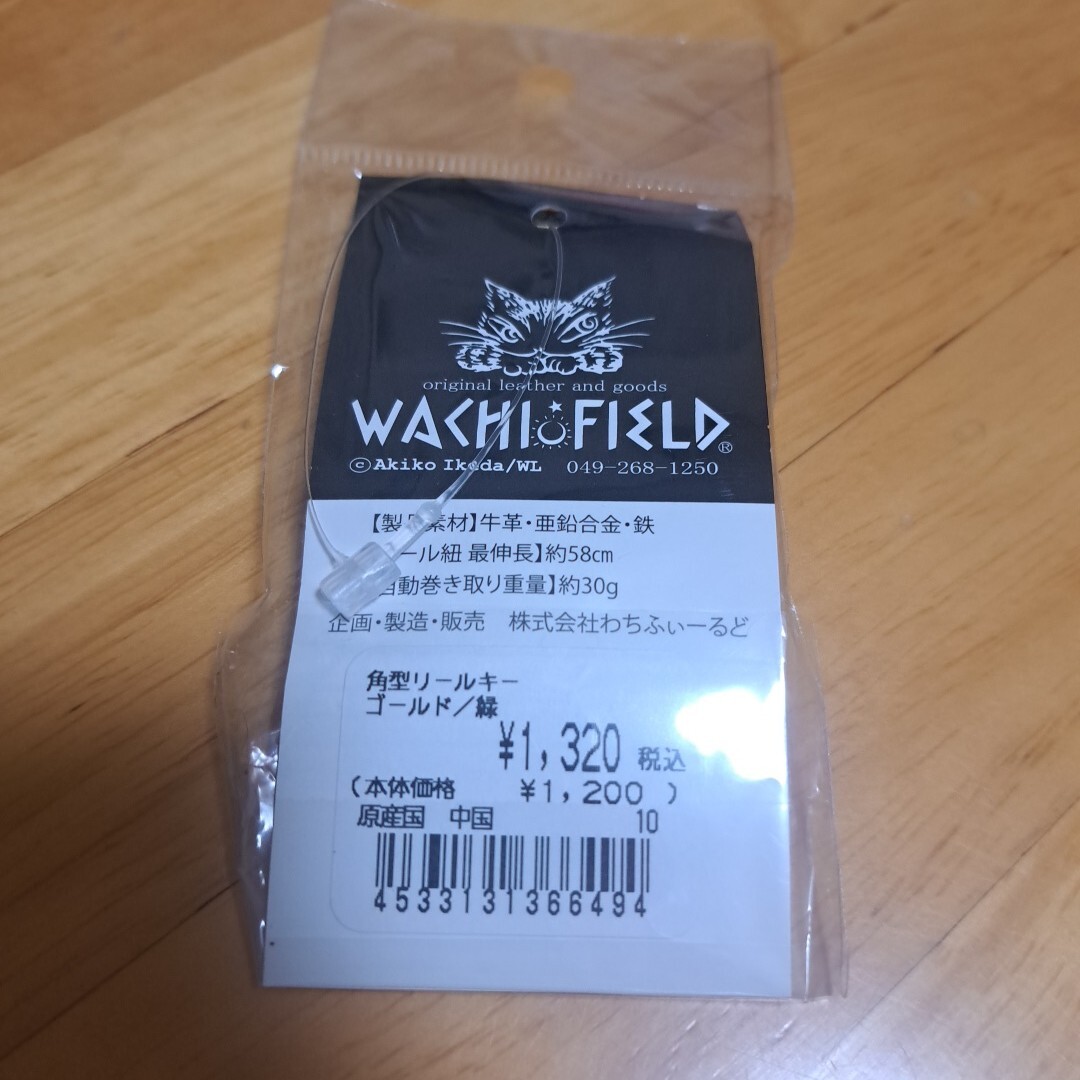 original leather and goods
WACHI FIELD®
©Akiko Ikeda/WL 049-268-1250
【製 素材】牛革・亜鉛合金・鉄
ール紐 最伸長】約58㎝
自動巻き取り重量】約30g
企画・製造・販売 株式会社わちふぃーるど
角型リールキー
ゴールド／緑
¥1,320 税込
(本体価格 ¥1,200 )
原産国 中国 10
4533131366494